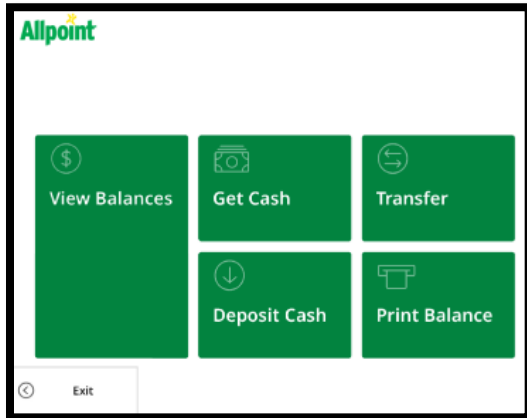 Allpoint
View Balances
Get Cash
Transfer
Deposit Cash
Print Balance
Exit